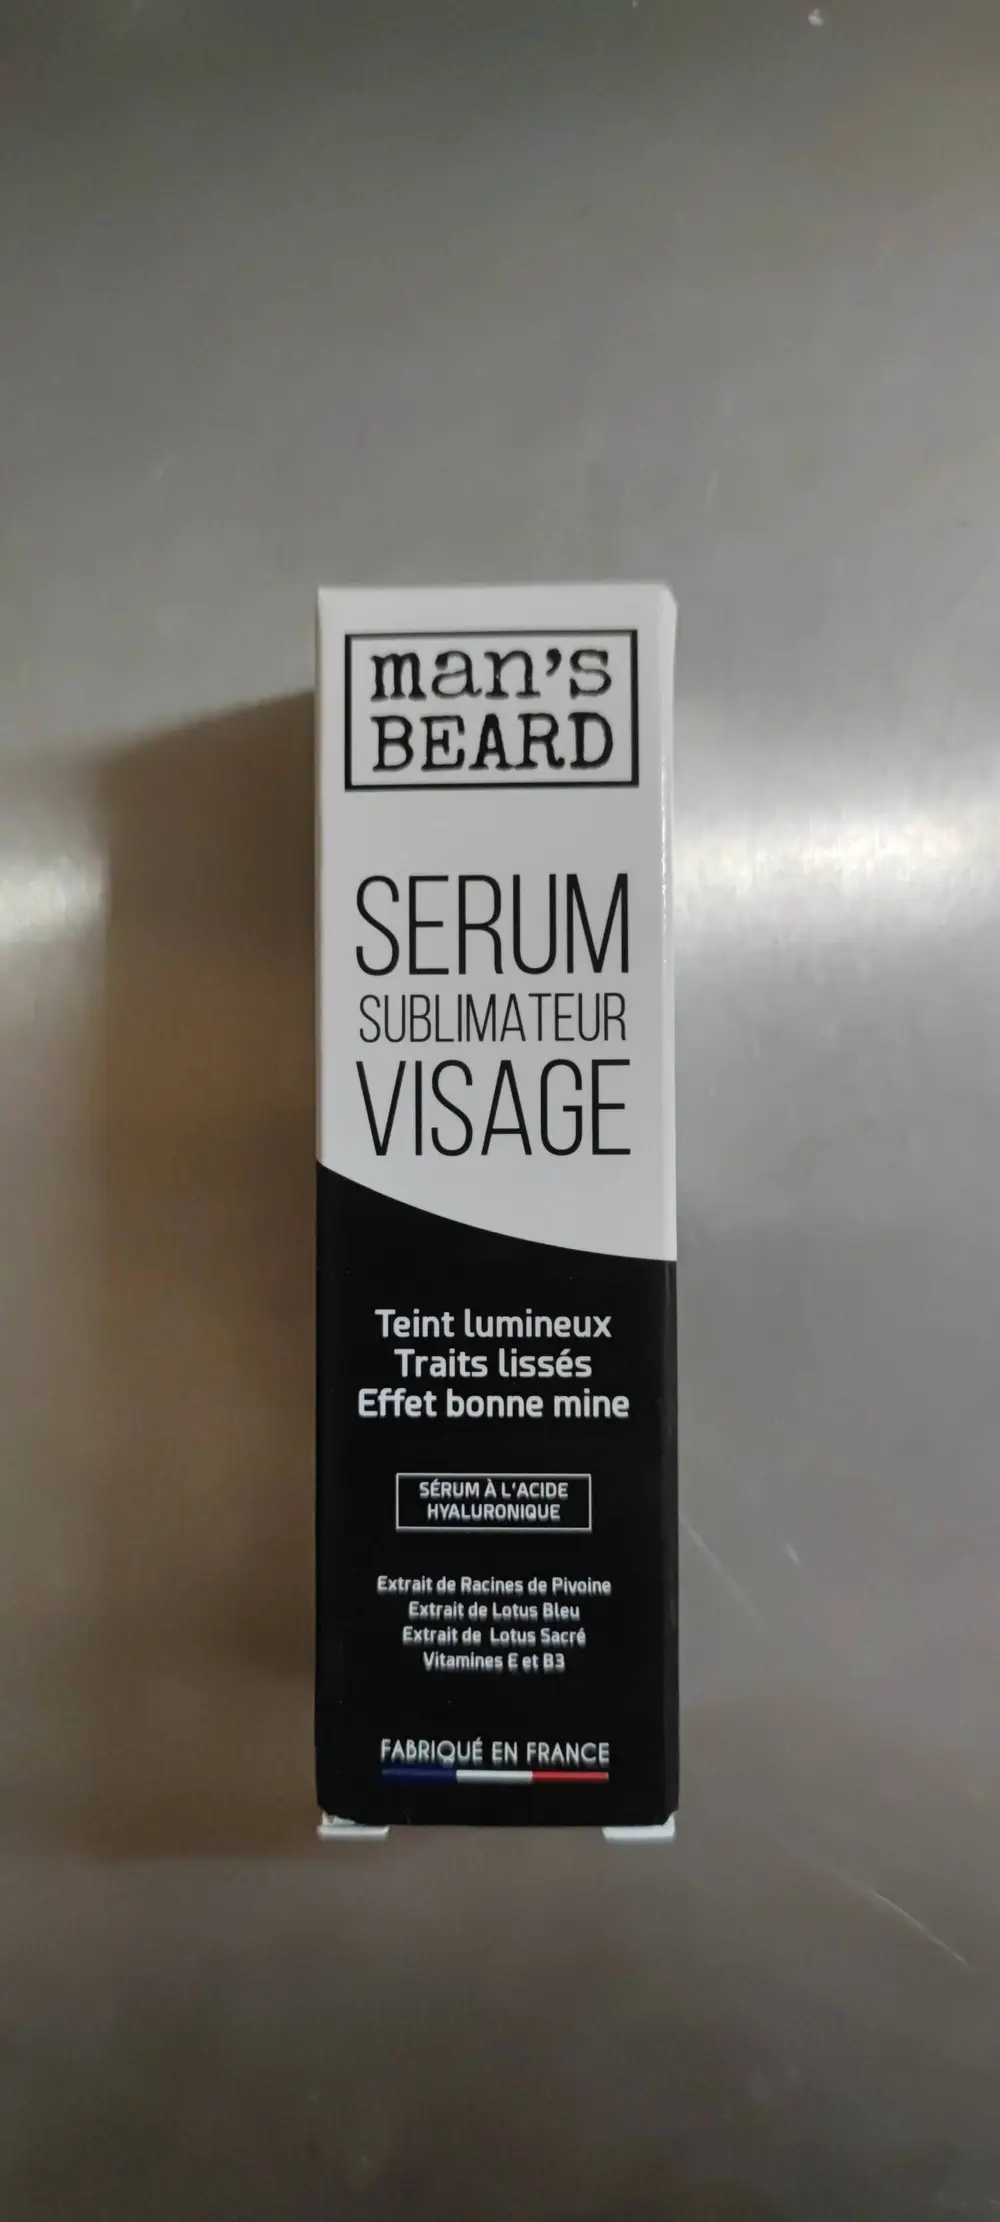 man's
BEARD
SERUM
SUBLIMATEUR
VISAGE
Teint lumineux
Traits lissés
Effet bonne mine
SÉRUM À L'ACIDE
HYALURONIQUE
Extrait de Racines de Pivoine
Extrait de Lotus Bleu
Extrait de Lotus Sacré
Vitamines E et B3
FABRIQUÉ EN FRANCE